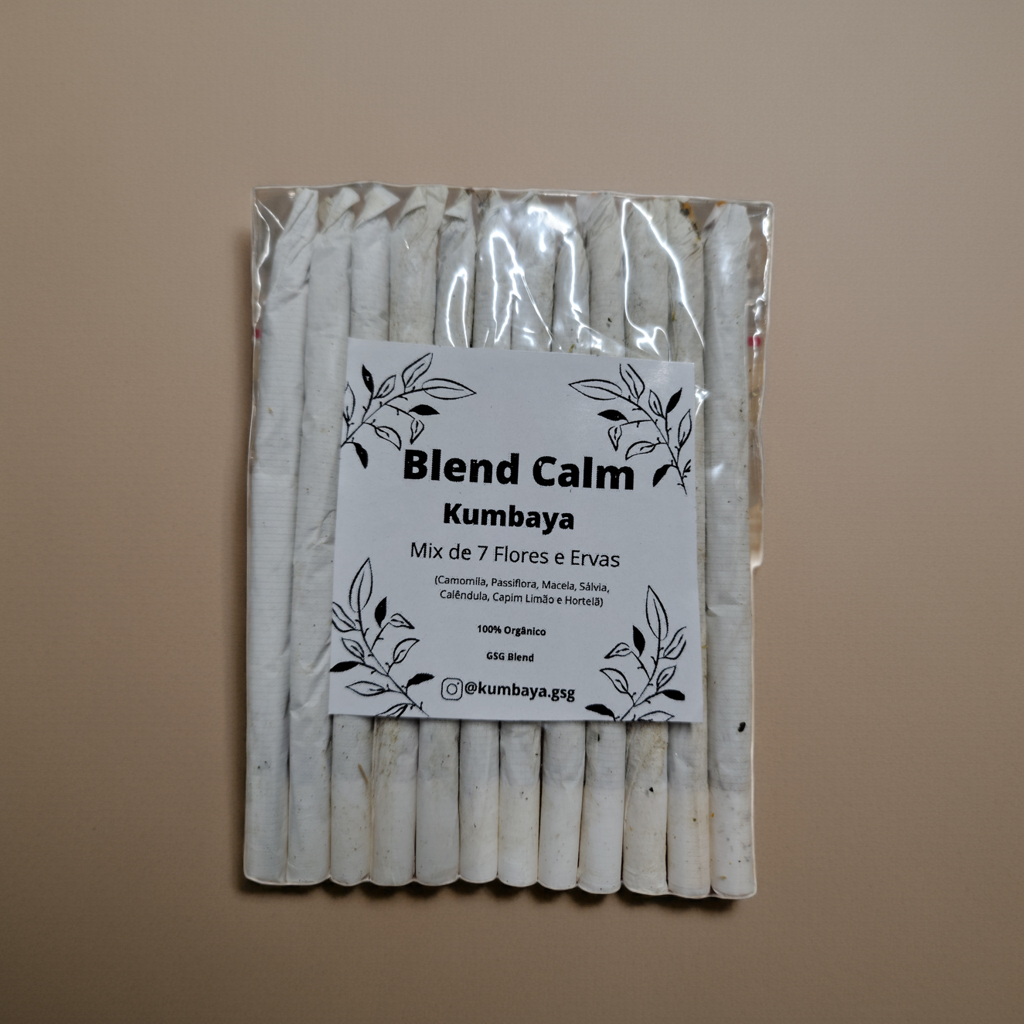 Blend Calm
Kumbaya
Mix de 7 Flores e Ervas
(Camomila, Passiflora, Macela, Sálvia,
Calêndula, Capim Limão e Hortelã)
100% Orgânico
GSG Blend
@kumbaya.gsg